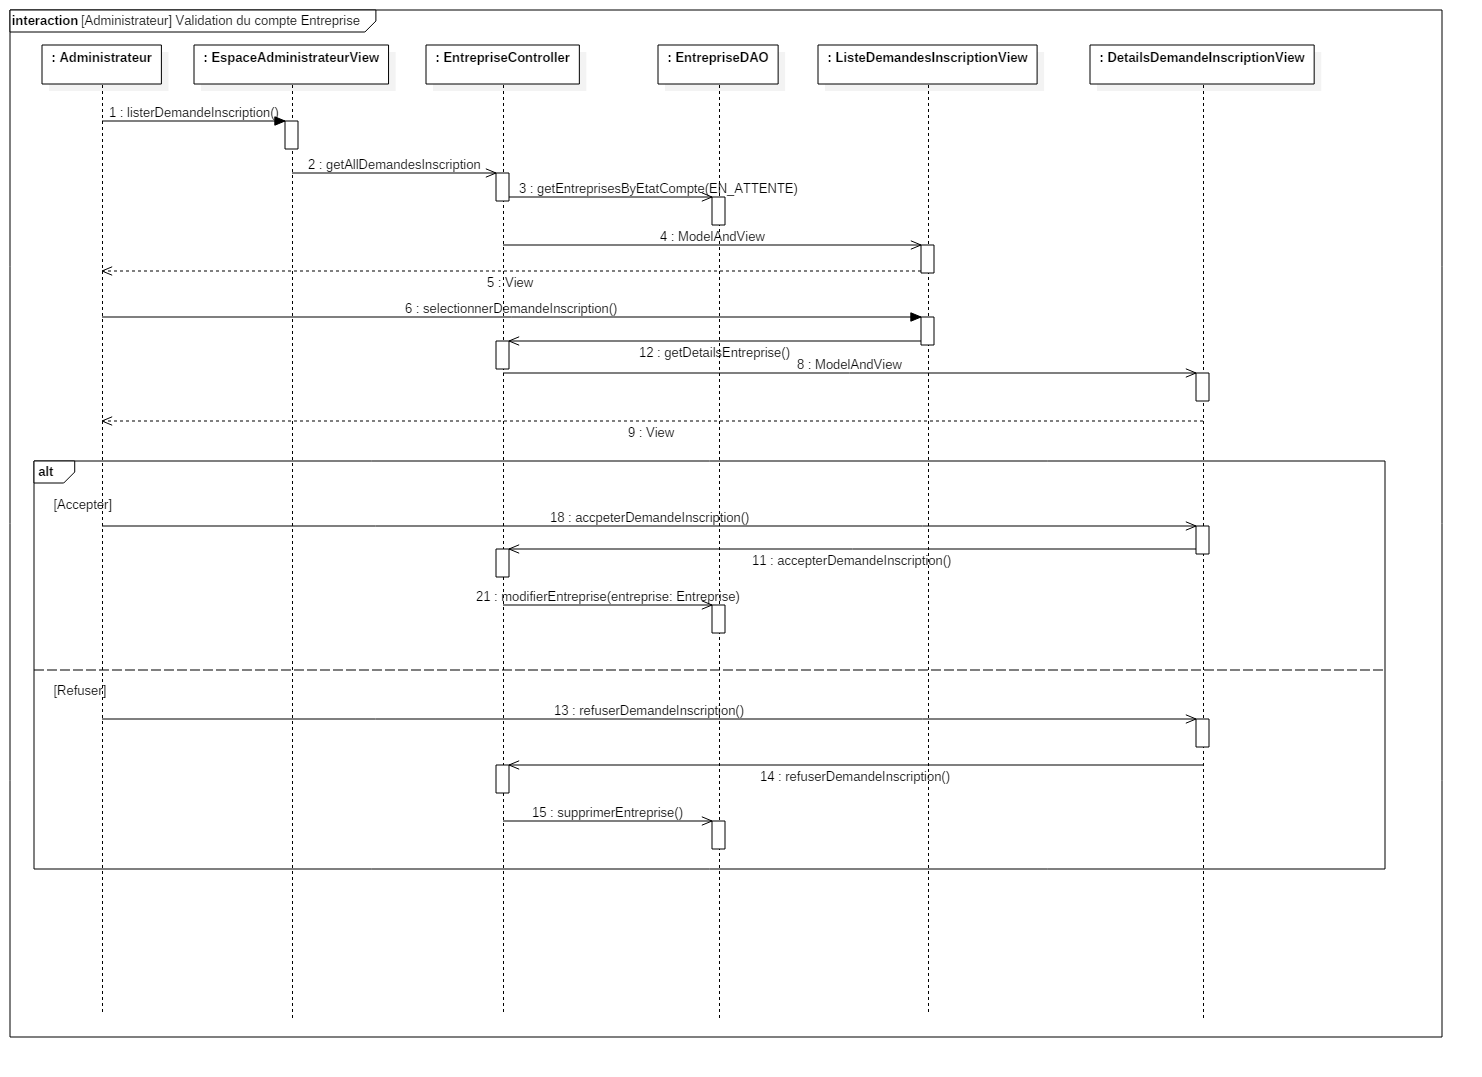 interaction [Administrateur] Validation du compte Entreprise
: Administrateur
: EspaceAdministrateurView
: EntrepriseController
: EntrepriseDAO
: ListeDemandesInscriptionView
: DetailsDemandeInscriptionView
1 : listerDemandeInscription()
2 : getAllDemandesInscription
3 : getEntreprisesByEtatCompte(EN_ATTENTE)
4 : ModelAndView
5 : View
6 : selectionnerDemandeInscription()
12 : getDetailsEntreprise()
8 : ModelAndView
9 : View
alt
[Accepter]
18 : accpeterDemandeInscription()
11 : accepterDemandeInscription()
21 : modifierEntreprise(entreprise: Entreprise)
[Refuser]
13 : refuserDemandeInscription()
14 : refuserDemandeInscription()
15 : supprimerEntreprise()